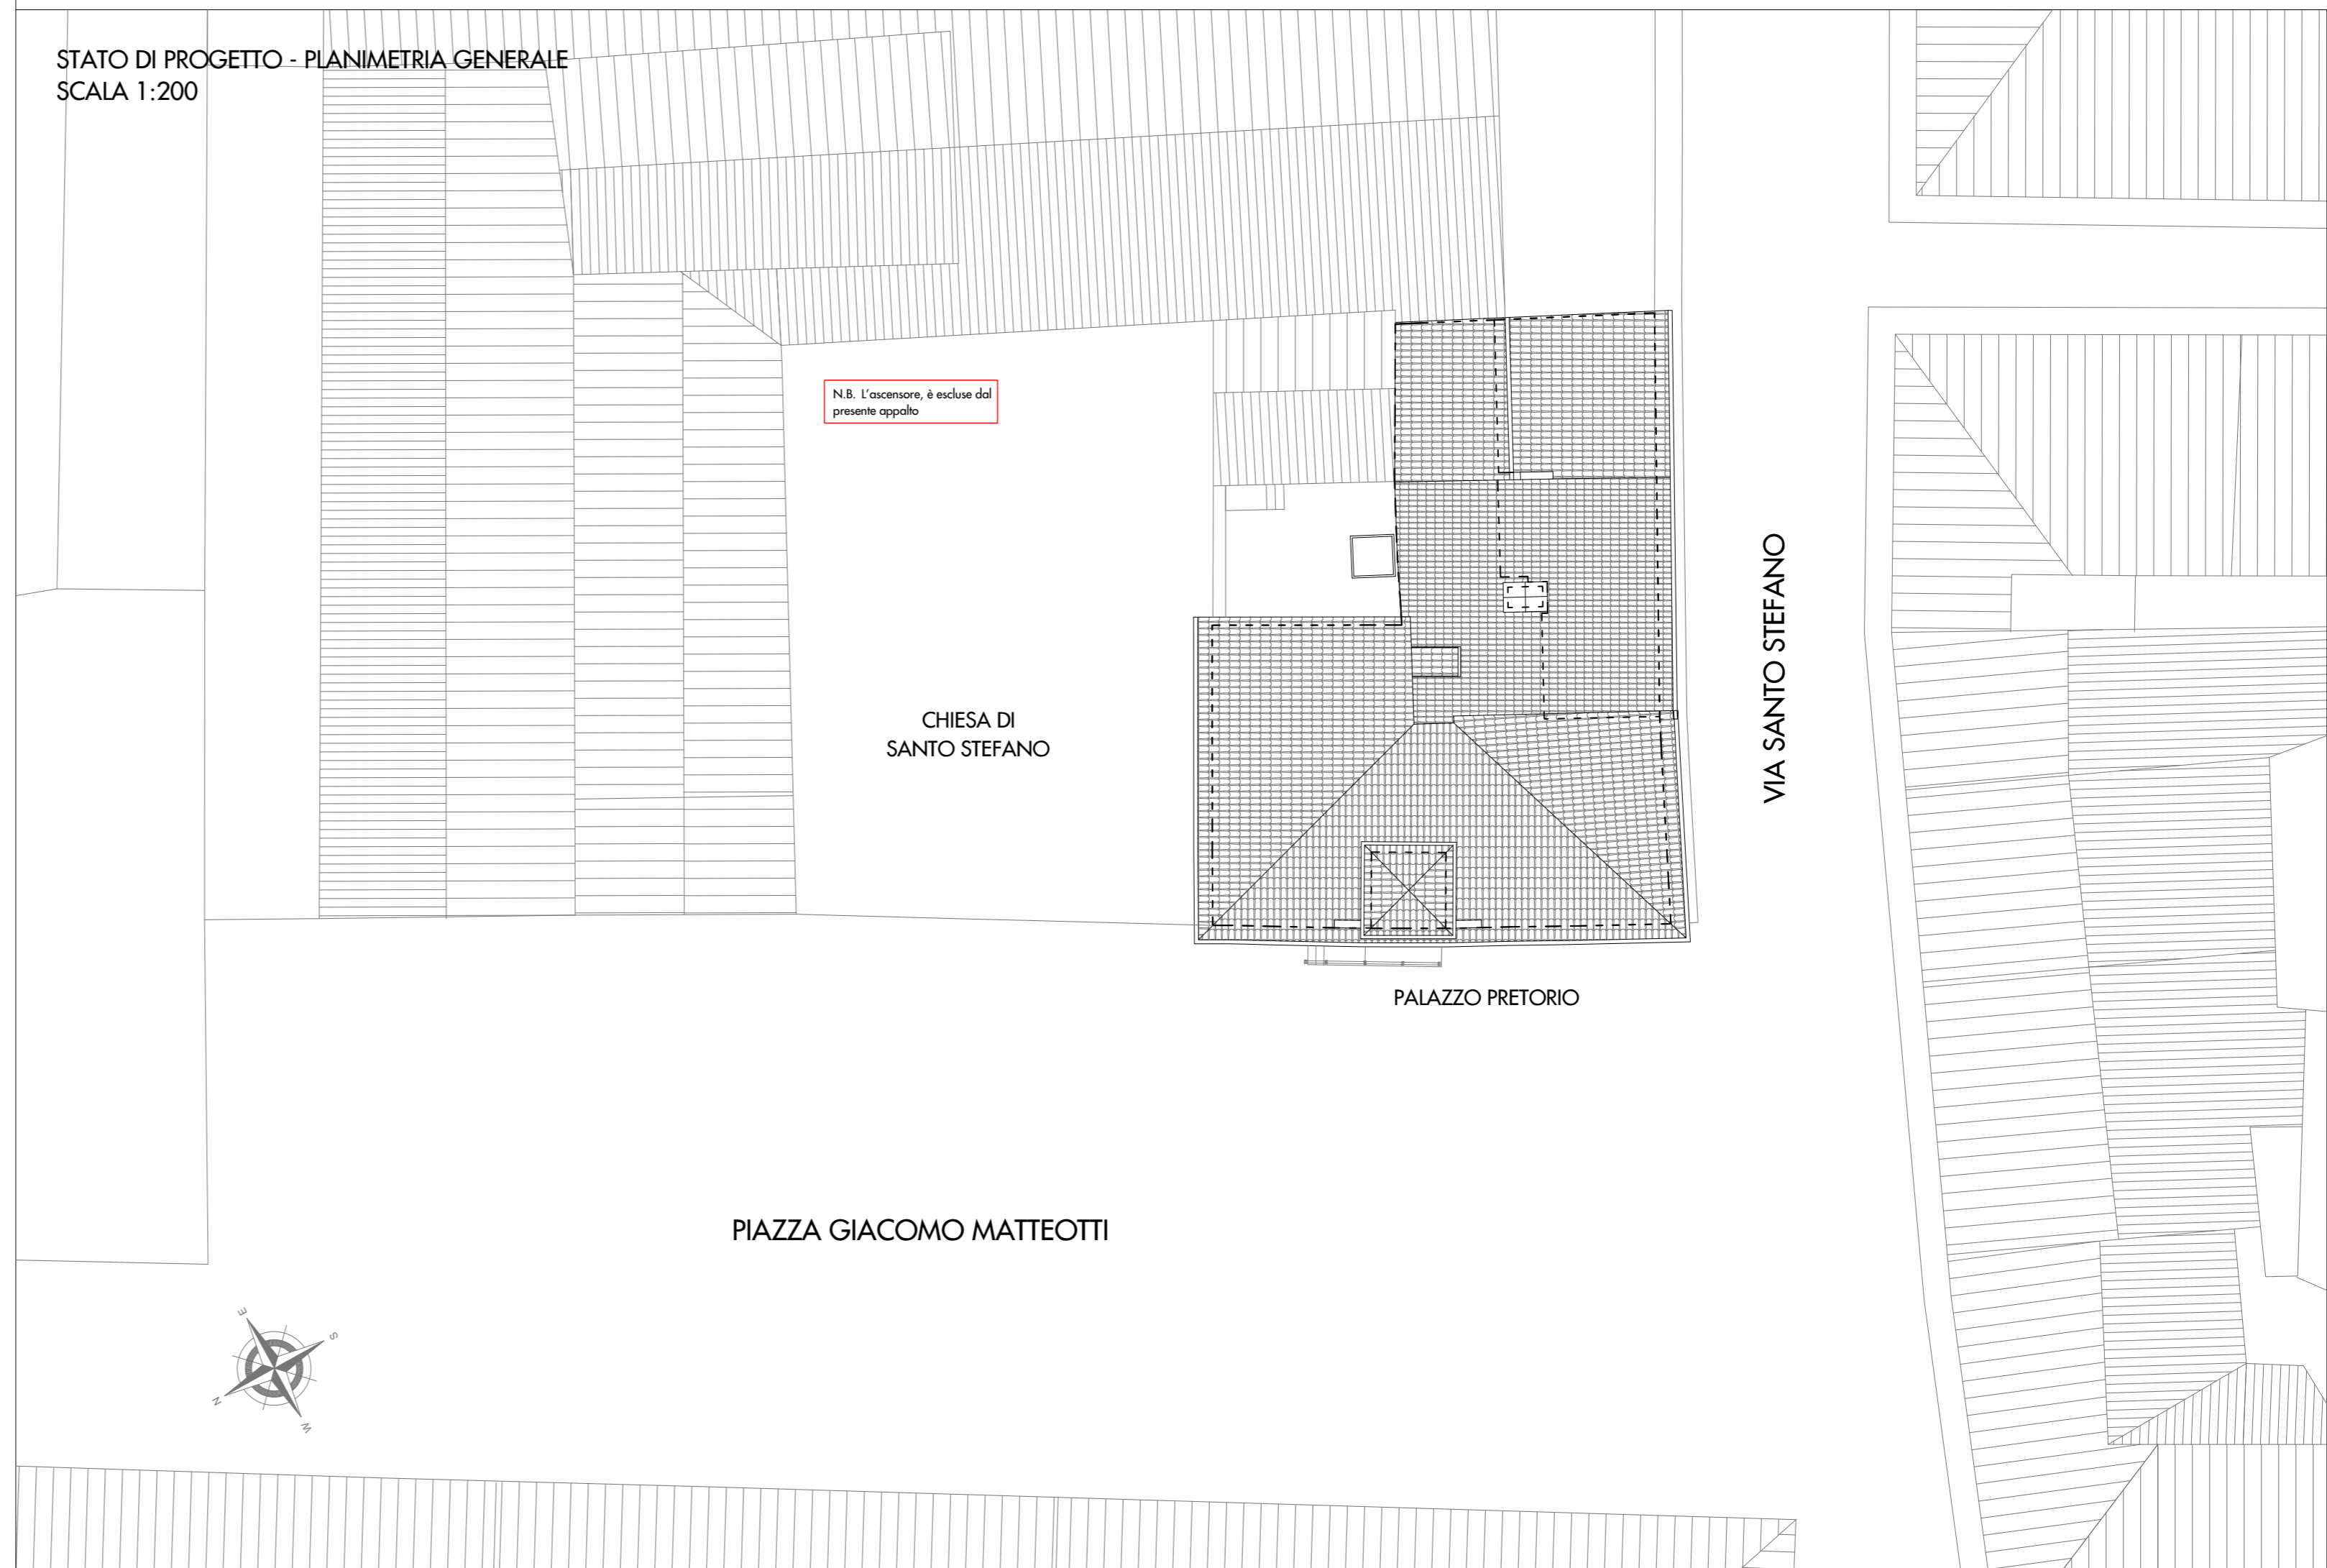 STATO DI PROGETTO - PLANIMETRIA GENERALE
SCALA 1:200
N.B. L'ascensore, è escluse dal
presente appalto
CHIESA DI
SANTO STEFANO
VIA SANTO STEFANO
PALAZZO PRETORIO
PIAZZA GIACOMO MATTEOTTI
E
S
N
W